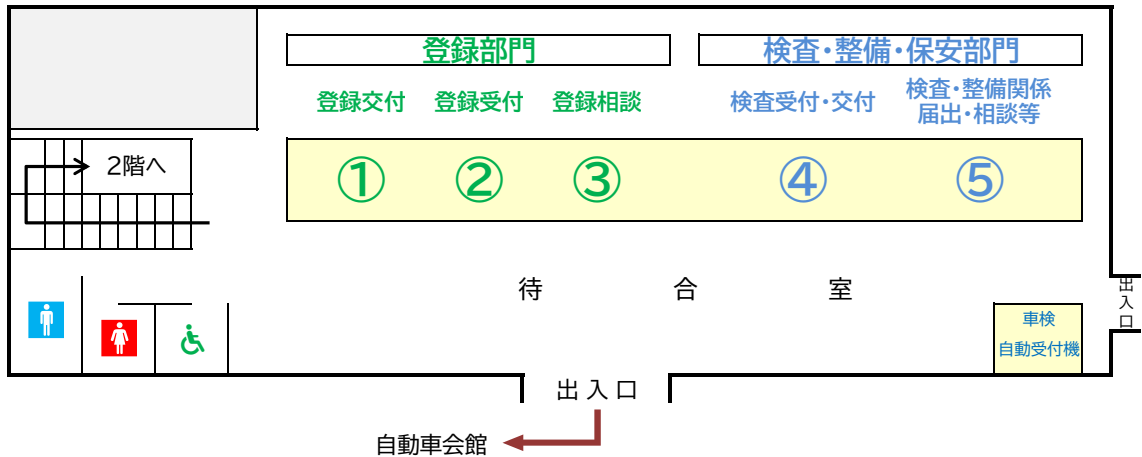 登録部門
検査・整備・保安部門
登録交付
登録受付
登録相談
検査受付・交付
検査・整備関係
届出・相談等
①
②
③
④
⑤
2階へ
待合室
出入口
車検
自動受付機
出入口
自動車会館